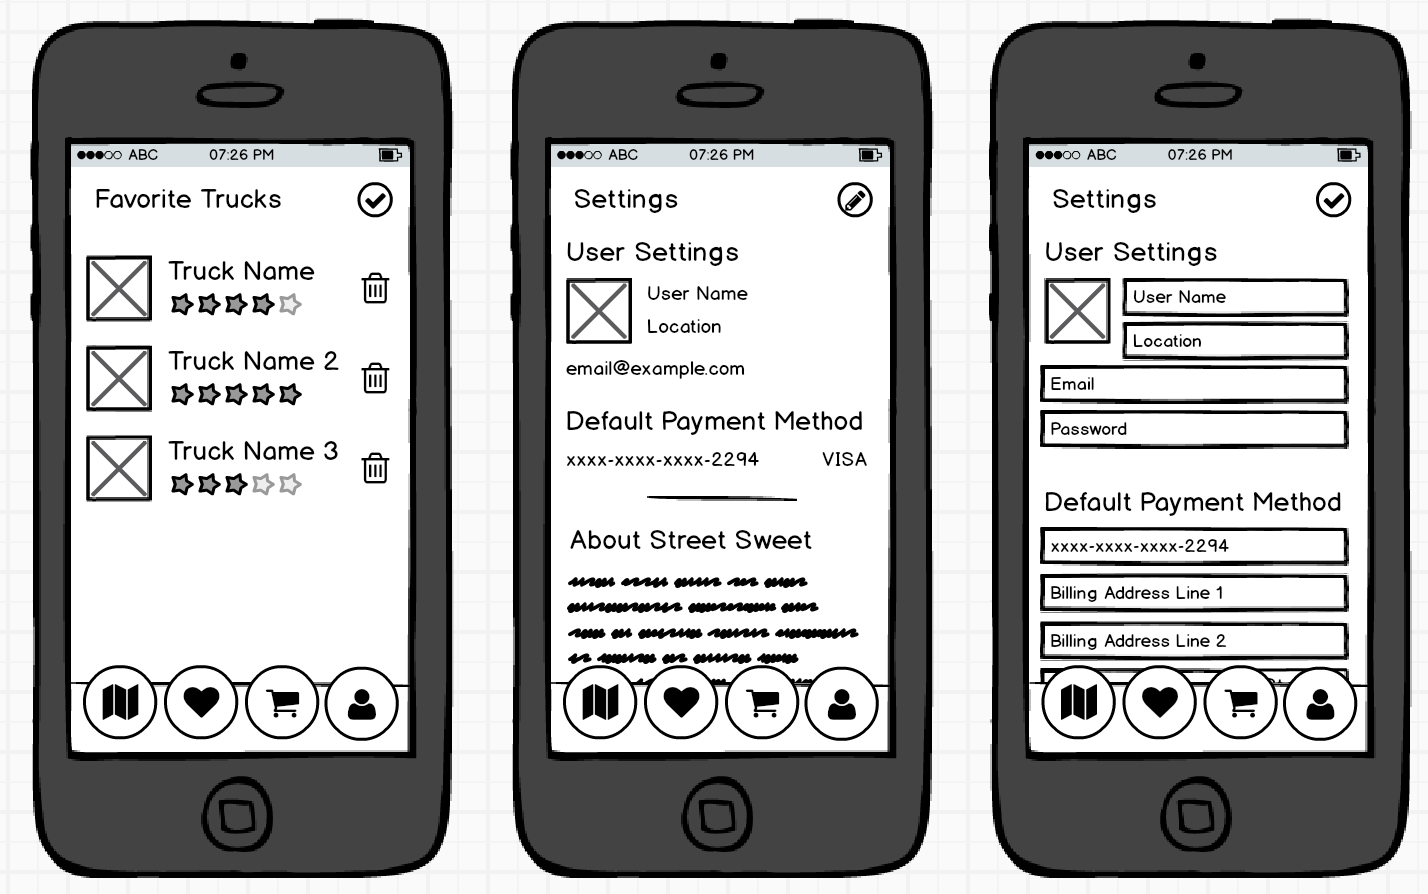 ABC 07:26 PM
Favorite Trucks
Truck Name
Truck Name 2
Truck Name 3
ABC 07:26 PM
Settings
User Settings
User Name
Location
email@example.com
Default Payment Method
xxxx-xxxx-xxxx-2294 VISA
About Street Sweet
ABC 07:26 PM
Settings
User Settings
User Name
Location
Email
Password
Default Payment Method
xxxx-xxxx-xxxx-2294
Billing Address Line 1
Billing Address Line 2